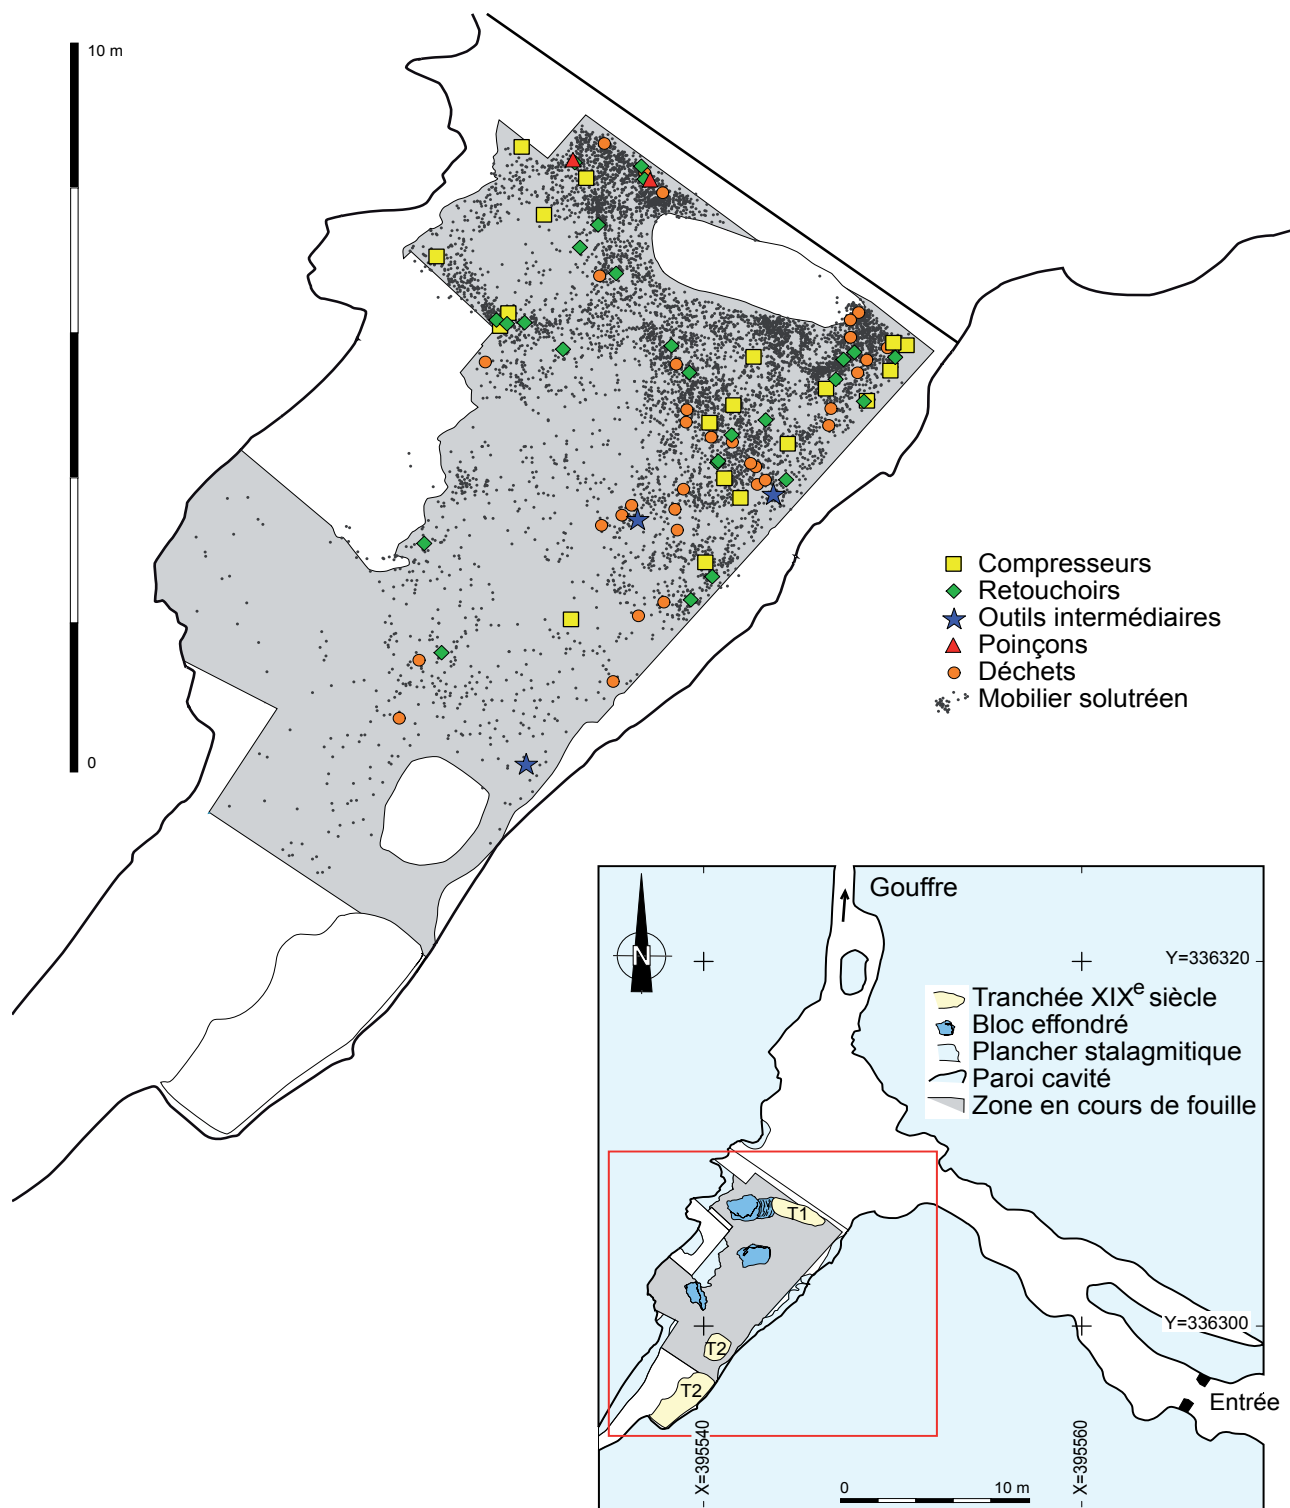 10 m
0
Compresseurs
Retouchoirs
Outils intermédiaires
Poinçons
Déchets
Mobilier solutréen
Gouffre
N
Y=336320
Tranchée XIXe siècle
Bloc effondré
Plancher stalagmitique
Paroi cavité
Zone en cours de fouille
T1
Y=336300
T2
T2
Entrée
X=395540
X=395560
0 10 m